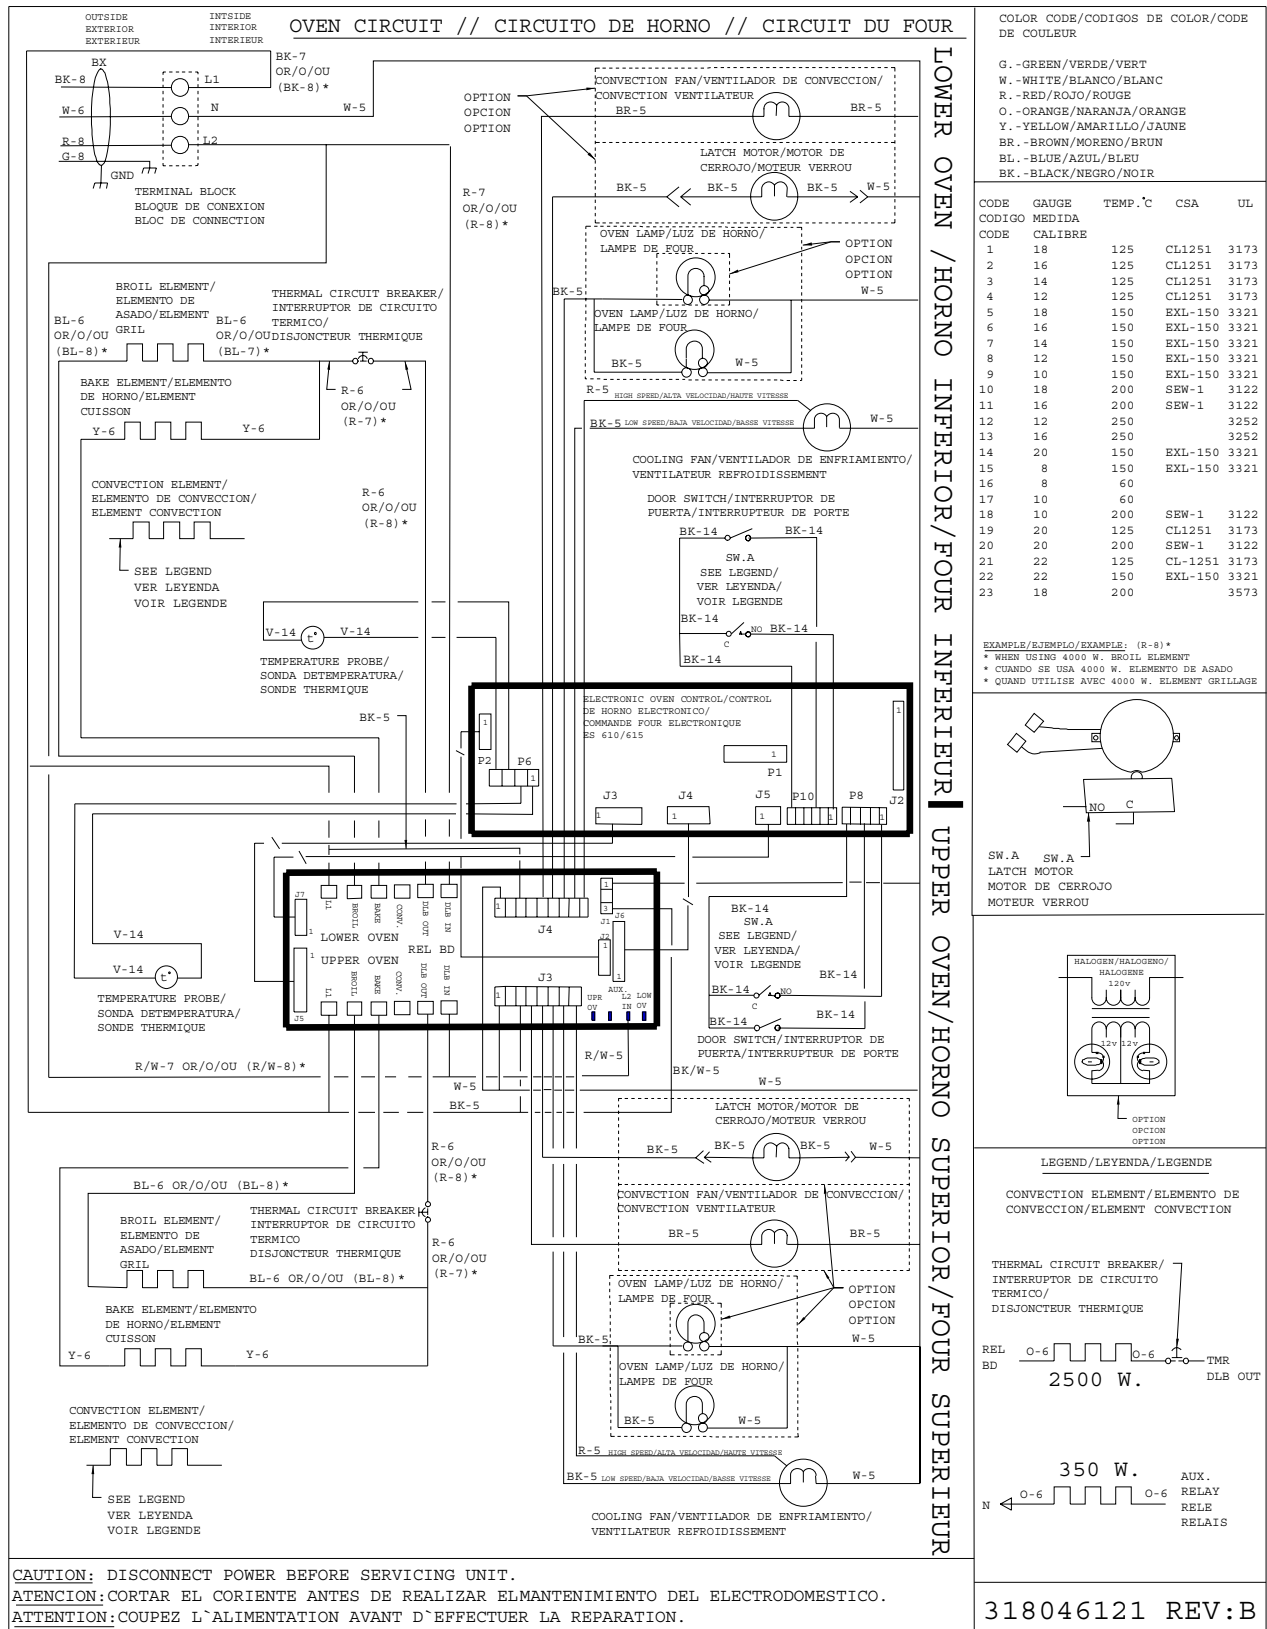 OUTSIDE
EXTERIOR
EXTERIEUR
INTSIDE
INTERIOR
INTERIEUR
OVEN CIRCUIT // CIRCUITO DE HORNO // CIRCUIT DU FOUR
BX
BK-8
W-6
R-8
G-8
GND
L1
N
L2
BK-7
OR/O/OU
(BK-8)*
W-5
TERMINAL BLOCK
BLOQUE DE CONEXION
BLOC DE CONNECTION
R-7
OR/O/OU
(R-8)*
OPTION
OPCION
OPTION
CONVECTION FAN/VENTILADOR DE CONVECCION/
CONVECTION VENTILATEUR
BR-5
BR-5
LATCH MOTOR/MOTOR DE
CERROJO/MOTEUR VERROU
BK-5
BK-5
BK-5
W-5
OVEN LAMP/LUZ DE HORNO/
LAMPE DE FOUR
OPTION
OPCION
OPTION
BK-5
W-5
OVEN LAMP/LUZ DE HORNO/
LAMPE DE FOUR
BK-5
W-5
R-5 HIGH SPEED/ALTA VELOCIDAD/HAUTE VITESSE
BK-5 LOW SPEED/BAJA VELOCIDAD/BASSE VITESSE
W-5
COOLING FAN/VENTILADOR DE ENFRIAMIENTO/
VENTILATEUR REFROIDISSEMENT
DOOR SWITCH/INTERRUPTOR DE
PUERTA/INTERRUPTEUR DE PORTE
BK-14
BK-14
SW.A
SEE LEGEND/
VER LEYENDA/
VOIR LEGENDE
BK-14
NO BK-14
C
BK-14
BROIL ELEMENT/
ELEMENTO DE
ASADO/ELEMENT
GRIL
BL-6
OR/O/OU
(BL-8)*
BL-6
OR/O/OU
(BL-7)*
THERMAL CIRCUIT BREAKER/
INTERRUPTOR DE CIRCUITO
TERMICO/
DISJONCTEUR THERMIQUE
R-6
OR/O/OU
(R-7)*
BAKE ELEMENT/ELEMENTO
DE HORNO/ELEMENT
CUISSON
Y-6
Y-6
CONVECTION ELEMENT/
ELEMENTO DE CONVECCION/
ELEMENT CONVECTION
SEE LEGEND
VER LEYENDA
VOIR LEGENDE
R-6
OR/O/OU
(R-8)*
V-14
t°
V-14
TEMPERATURE PROBE/
SONDA DETEMPERATURA/
SONDE THERMIQUE
BK-5
ELECTRONIC OVEN CONTROL/CONTROL
DE HORNO ELECTRONICO/
COMMANDE FOUR ELECTRONIQUE
ES 610/615
1
P2
P6
1
1
P1
J3
1
J4
1
J5
1
P10
1
P8
1
1
J2
J7
1
L1
BROIL
BAKE
CONV.
DLB OUT
DLB IN
LOWER OVEN
REL BD
UPPER OVEN
1
J5
L1
BROIL
BAKE
CONV.
DLB OUT
DLB IN
1
J4
J3
1
1
3
J1
J6
J2
1
1
AUX.
UPR
OV
L2
IN
LOW
OV
BK-14
SW.A
SEE LEGEND/
VER LEYENDA/
VOIR LEGENDE
BK-14
BK-14
NO
C
BK-14
BK-14
DOOR SWITCH/INTERRUPTOR DE
PUERTA/INTERRUPTEUR DE PORTE
V-14
V-14
t°
TEMPERATURE PROBE/
SONDA DETEMPERATURA/
SONDE THERMIQUE
R/W-7 OR/O/OU (R/W-8)*
R/W-5
BK/W-5
W-5
W-5
BK-5
LATCH MOTOR/MOTOR DE
CERROJO/MOTEUR VERROU
BK-5
BK-5
BK-5
W-5
CONVECTION FAN/VENTILADOR DE CONVECCION/
CONVECTION VENTILATEUR
BR-5
BR-5
R-6
OR/O/OU
(R-8)*
BL-6 OR/O/OU (BL-8)*
THERMAL CIRCUIT BREAKER
INTERRUPTOR DE CIRCUITO
TERMICO
DISJONCTEUR THERMIQUE
R-6
OR/O/OU
(R-7)*
BROIL ELEMENT/
ELEMENTO DE
ASADO/ELEMENT
GRIL
BL-6 OR/O/OU (BL-8)*
BAKE ELEMENT/ELEMENTO
DE HORNO/ELEMENT
CUISSON
Y-6
Y-6
OVEN LAMP/LUZ DE HORNO/
LAMPE DE FOUR
OPTION
OPCION
OPTION
BK-5
W-5
OVEN LAMP/LUZ DE HORNO/
LAMPE DE FOUR
BK-5
W-5
R-5 HIGH SPEED/ALTA VELOCIDAD/HAUTE VITESSE
BK-5 LOW SPEED/BAJA VELOCIDAD/BASSE VITESSE
W-5
COOLING FAN/VENTILADOR DE ENFRIAMIENTO/
VENTILATEUR REFROIDISSEMENT
CONVECTION ELEMENT/
ELEMENTO DE CONVECCION/
ELEMENT CONVECTION
SEE LEGEND
VER LEYENDA
VOIR LEGENDE
LOWER OVEN /HORNO INFERIOR/FOUR INFERIEUR
UPPER OVEN/HORNO SUPERIOR/FOUR SUPERIEUR
COLOR CODE/CODIGOS DE COLOR/CODE
DE COULEUR
G.-GREEN/VERDE/VERT
W.-WHITE/BLANCO/BLANC
R.-RED/ROJO/ROUGE
O.-ORANGE/NARANJA/ORANGE
Y.-YELLOW/AMARILLO/JAUNE
BR.-BROWN/MORENO/BRUN
BL.-BLUE/AZUL/BLEU
BK.-BLACK/NEGRO/NOIR
CODE GAUGE TEMP.°C CSA UL
CODIGO MEDIDA
CODE CALIBRE
1 18 125 CL1251 3173
2 16 125 CL1251 3173
3 14 125 CL1251 3173
4 12 125 CL1251 3173
5 18 150 EXL-150 3321
6 16 150 EXL-150 3321
7 14 150 EXL-150 3321
8 12 150 EXL-150 3321
9 10 150 EXL-150 3321
10 18 200 SEW-1 3122
11 16 200 SEW-1 3122
12 12 250 3252
13 16 250 3252
14 20 150 EXL-150 3321
15 8 150 EXL-150 3321
16 8 60
17 10 60
18 10 200 SEW-1 3122
19 20 125 CL1251 3173
20 20 200 SEW-1 3122
21 22 125 CL-1251 3173
22 22 150 EXL-150 3321
23 18 200 3573
EXAMPLE/EJEMPLO/EXAMPLE: (R-8)*
* WHEN USING 4000 W. BROIL ELEMENT
* CUANDO SE USA 4000 W. ELEMENTO DE ASADO
* QUAND UTILISE AVEC 4000 W. ELEMENT GRILLAGE
NO
C
SW.A
SW.A
LATCH MOTOR
MOTOR DE CERROJO
MOTEUR VERROU
HALOGEN/HALOGENO/
HALOGENE
120v
12v 12v
OPTION
OPCION
OPTION
LEGEND/LEYENDA/LEGENDE
CONVECTION ELEMENT/ELEMENTO DE
CONVECCION/ELEMENT CONVECTION
THERMAL CIRCUIT BREAKER/
INTERRUPTOR DE CIRCUITO
TERMICO/
DISJONCTEUR THERMIQUE
REL
BD
O-6
O-6
TMR
DLB OUT
2500 W.
350 W.
N
O-6
O-6
AUX.
RELAY
RELE
RELAIS
CAUTION: DISCONNECT POWER BEFORE SERVICING UNIT.
ATENCION:CORTAR EL CORIENTE ANTES DE REALIZAR ELMANTENIMIENTO DEL ELECTRODOMESTICO.
ATTENTION:COUPEZ L`ALIMENTATION AVANT D`EFFECTUER LA REPARATION.
318046121 REV:B